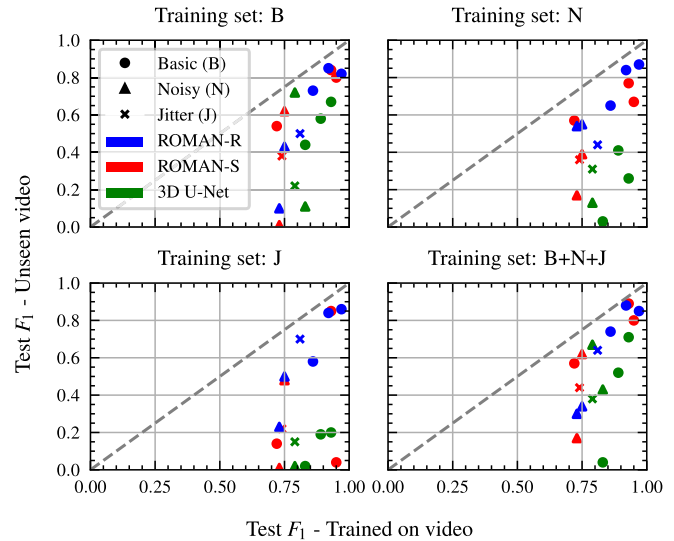 Training set: B
Training set: N
1.0
0.8
0.6
0.4
0.2
0.0
Basic (B)
Noisy (N)
Jitter (J)
ROMAN-R
ROMAN-S
3D U-Net
Test F1 - Unseen video
Training set: J
Training set: B+N+J
1.0
0.8
0.6
0.4
0.2
0.0
0.00
0.25
0.50
0.75
1.00
0.00
0.25
0.50
0.75
1.00
Test F1 - Trained on video